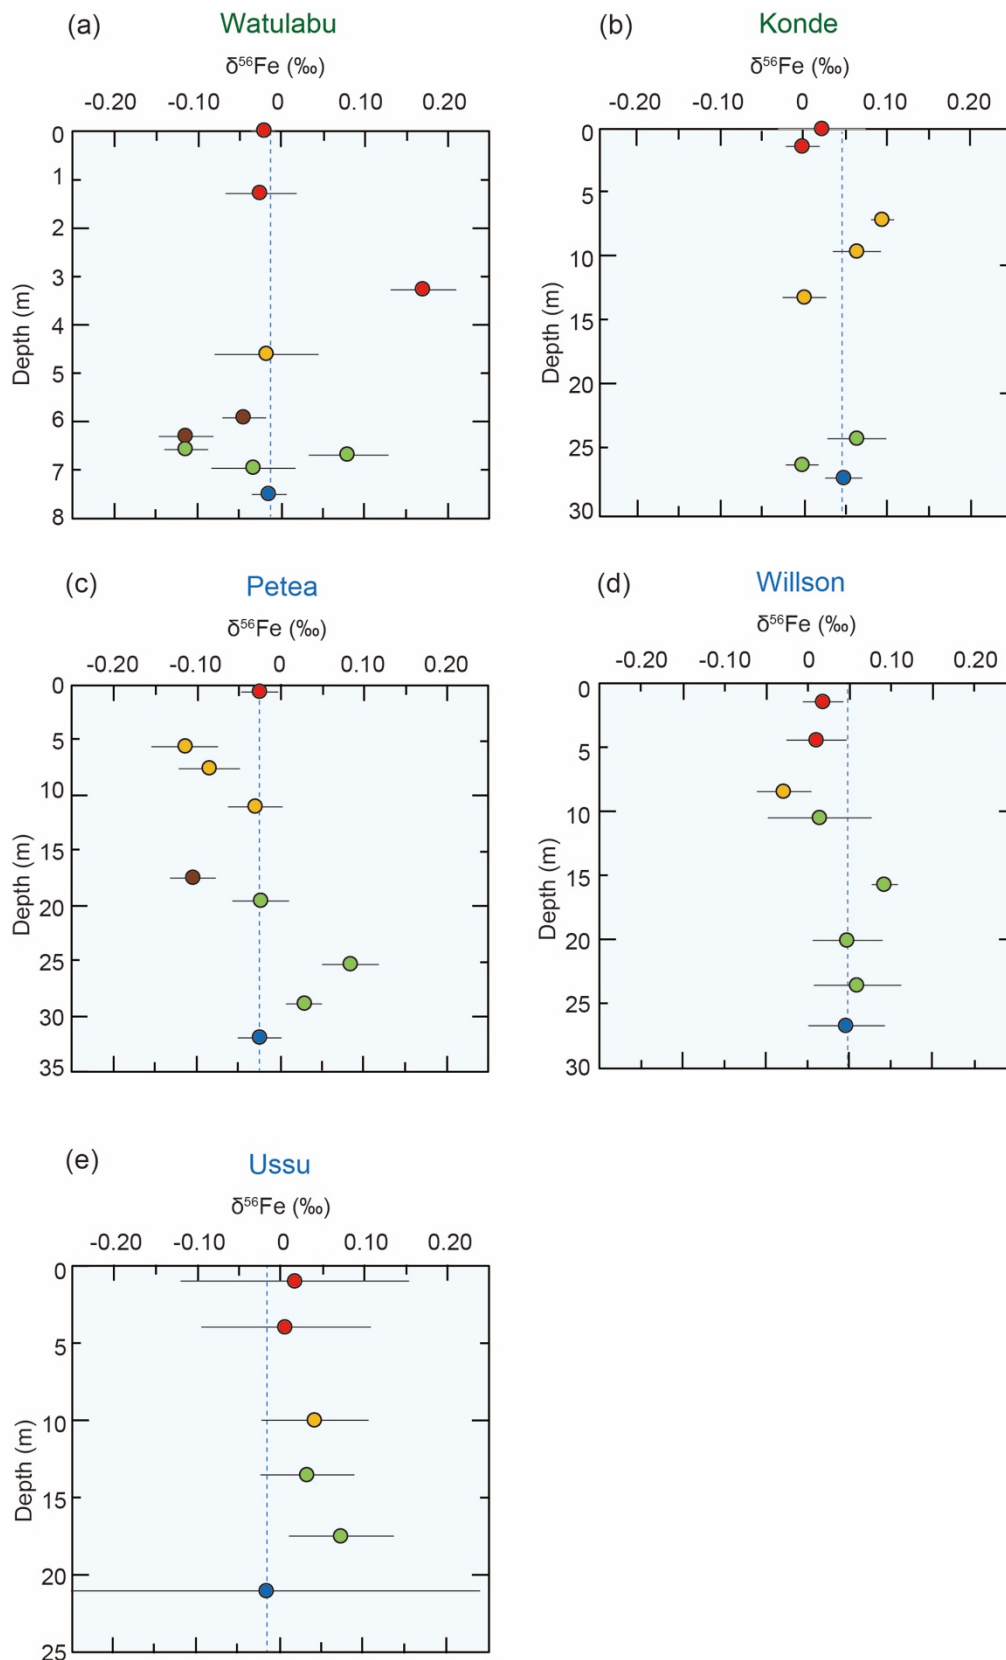 (a) Watulabu
δ⁵⁶Fe (‰)
-0.20 -0.10 0 0.10 0.20
0
1
2
3
4
5
6
7
8
Depth (m)
(b) Konde
δ⁵⁶Fe (‰)
-0.20 -0.10 0 0.10 0.20
0
5
10
15
20
25
30
Depth (m)
(c) Petea
δ⁵⁶Fe (‰)
-0.20 -0.10 0 0.10 0.20
0
5
10
15
20
25
30
35
Depth (m)
(d) Willson
δ⁵⁶Fe (‰)
-0.20 -0.10 0 0.10 0.20
0
5
10
15
20
25
30
Depth (m)
(e) Ussu
δ⁵⁶Fe (‰)
-0.20 -0.10 0 0.10 0.20
0
5
10
15
20
25
Depth (m)